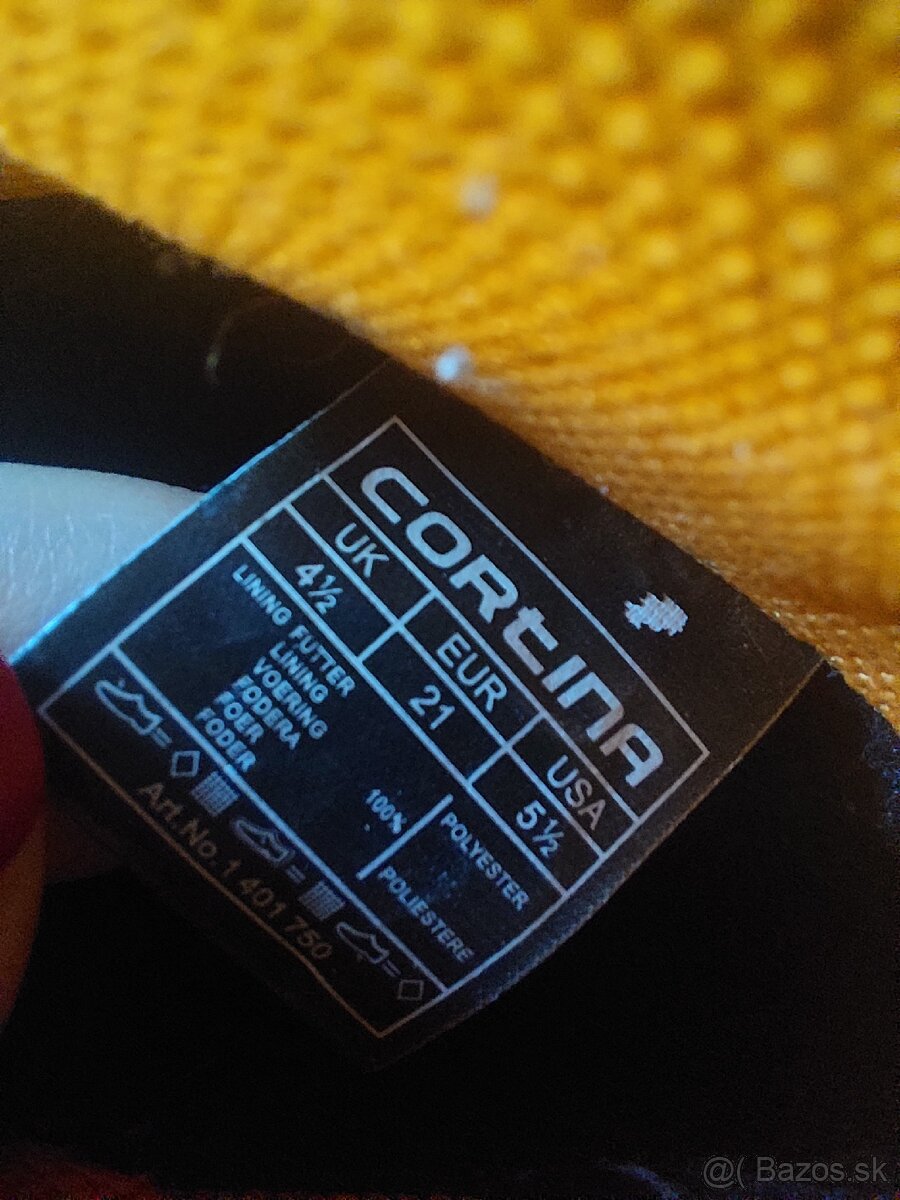 CORtINA
UK EUR USA
4½ 21 5½
LINING FUTTER
LINING
VOERING
FODERA
FOER
FODER
100% POLYESTER
POLIESTERE
Art.No.1 401 750
@( Bazos.sk